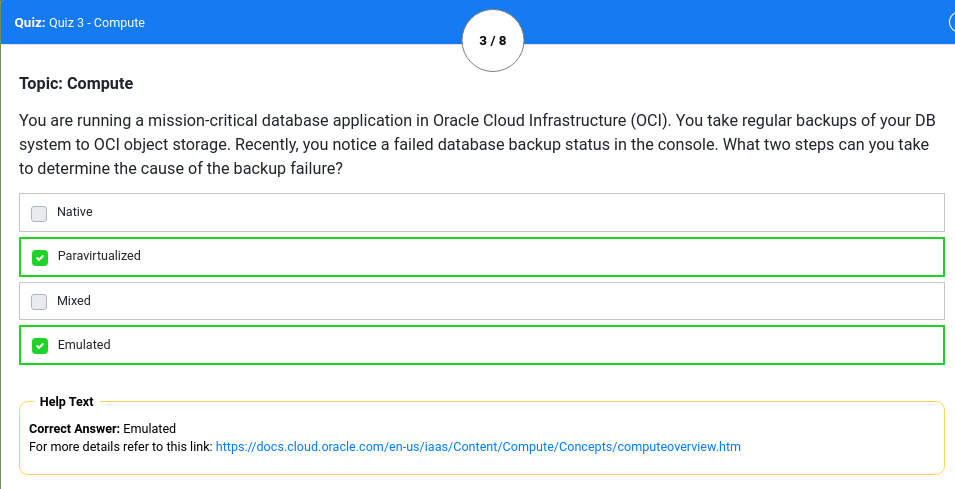 Quiz: Quiz 3 - Compute
3 / 8
Topic: Compute
You are running a mission-critical database application in Oracle Cloud Infrastructure (OCI). You take regular backups of your DB
system to OCI object storage. Recently, you notice a failed database backup status in the console. What two steps can you take
to determine the cause of the backup failure?
Native
Paravirtualized
Mixed
Emulated
Help Text
Correct Answer: Emulated
For more details refer to this link: https://docs.cloud.oracle.com/en-us/iaas/Content/Compute/Concepts/computeoverview.htm